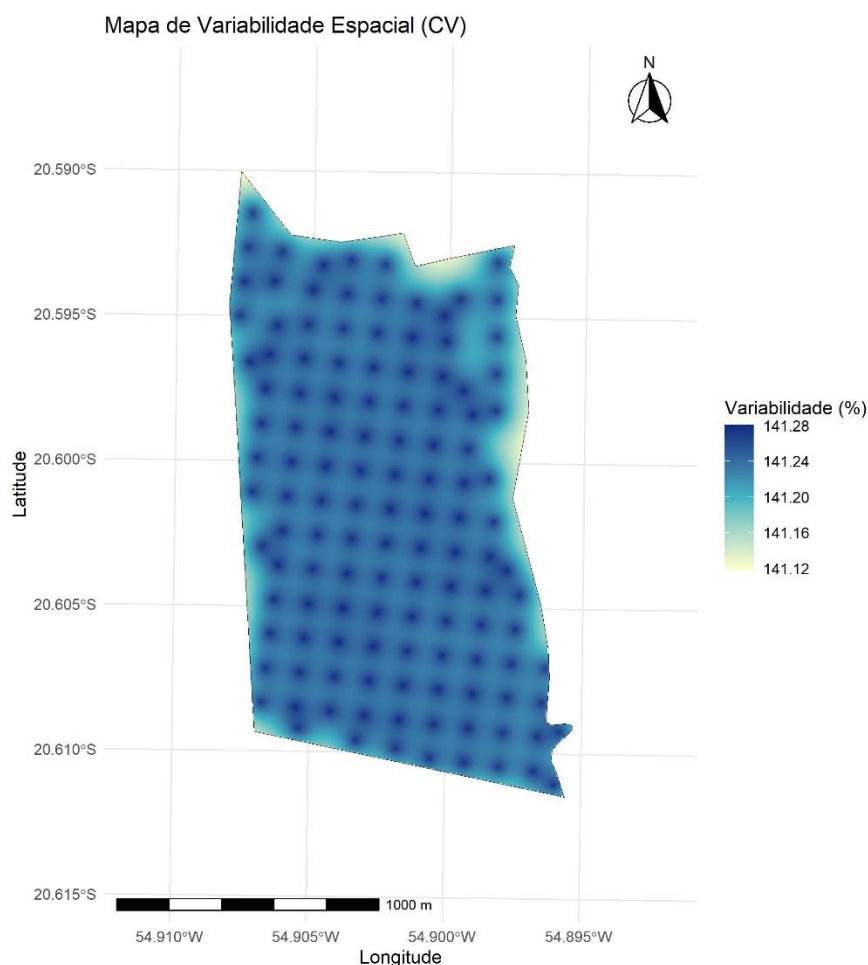 Mapa de Variabilidade Espacial (CV)
N
20.590°S
20.595°S
20.600°S
20.605°S
20.610°S
20.615°S
Latitude
Variabilidade (%)
141.28
141.24
141.20
141.16
141.12
1000 m
54.910°W
54.905°W
54.900°W
54.895°W
Longitude